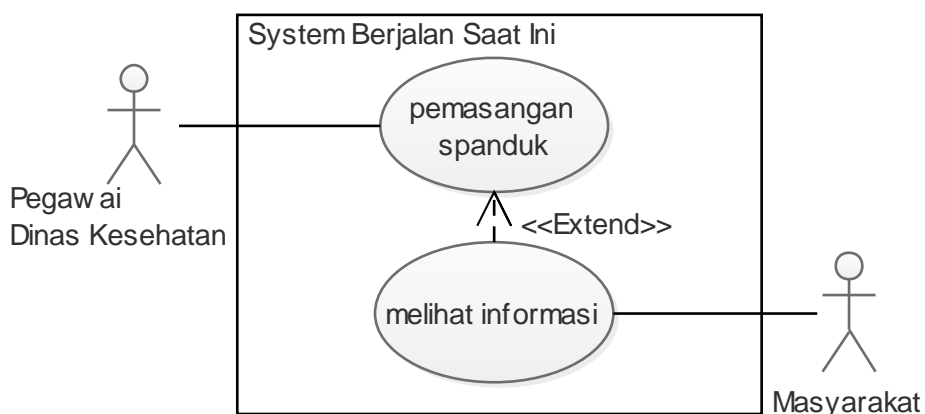 System Berjalan Saat Ini
pemasangan
spanduk
Pegawai
Dinas Kesehatan
<<Extend>>
melihat informasi
Masyarakat